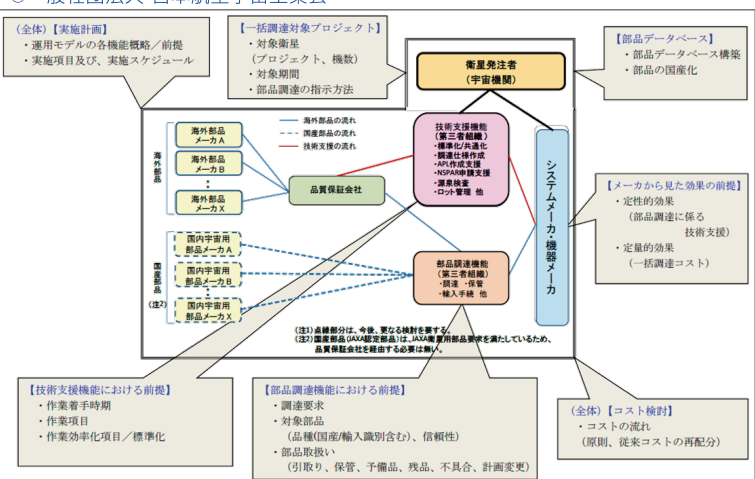 (全体)【実施計画】
・運用モデルの各機能概略／前提
・実施項目及び、実施スケジュール
【一括調達対象プロジェクト】
・対象衛星
(プロジェクト、機数)
・対象期間
・部品調達の指示方法
衛星発注者
(宇宙機関)
【部品データベース】
・部品データベース構築
・部品の国産化
海外部品の流れ
国産部品の流れ
技術支援の流れ
海外部品
海外部品
メーカA
海外部品
メーカB
:
海外部品
メーカX
品質保証会社
技術支援機能
(第三者組織)
・標準化/共通化
・調達仕様作成
・APL作成支援
・NSPAR申請支援
・源泉検査
・ロット管理 他
システムメーカ・機器メーカ
【メーカから見た効果の前提】
・定性的効果
(部品調達に係る
技術支援)
・定量的効果
(一括調達コスト)
国産部品
(注2)
国内宇宙用
部品メーカA
国内宇宙用
部品メーカB
:
国内宇宙用
部品メーカX
部品調達機能
(第三者組織)
・調達 ・保管
・輸入手続 他
(注1) 点線部分は、今後、更なる検討を要する。
(注2) 国産部品(JAXA認定部品)は、JAXA衛星用部品要求を満たしているため、
品質保証会社を経由する必要は無い。
【技術支援機能における前提】
・作業着手時期
・作業項目
・作業効率化項目／標準化
【部品調達機能における前提】
・調達要求
・対象部品
(品種(国産/輸入識別含む)、信頼性)
・部品取扱い
(引取り、保管、予備品、残品、不具合、計画変更)
(全体)【コスト検討】
・コストの流れ
(原則、従来コストの再配分)